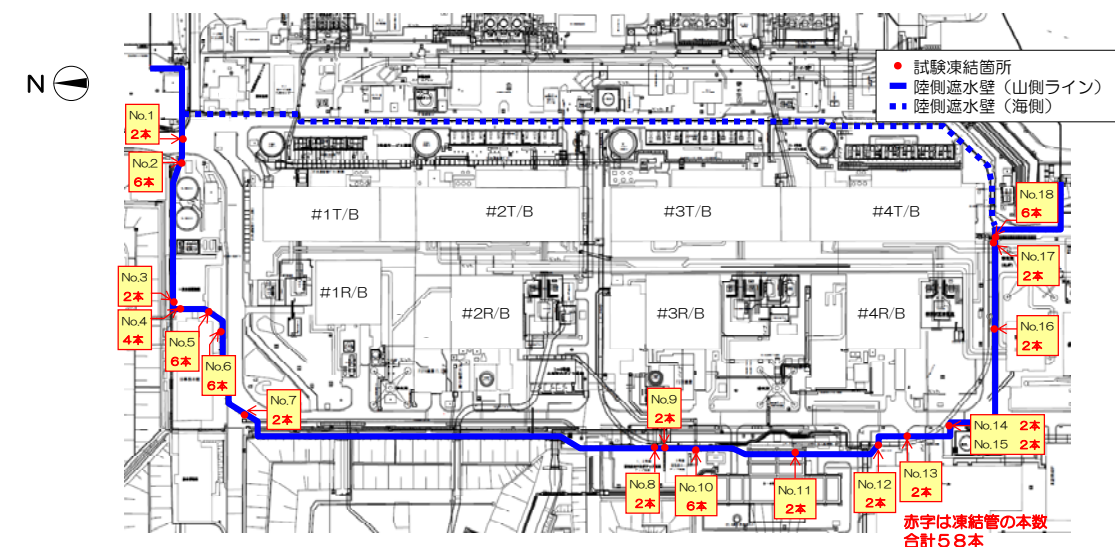 N
● 試験凍結箇所
陸側遮水壁（山側ライン）
陸側遮水壁（海側）
No.1
2本
No.2
6本
No.3
2本
No.4
4本
No.5
6本
No.6
6本
No.7
2本
No.8
2本
No.9
2本
No.10
6本
No.11
2本
No.12
2本
No.13
2本
No.14 2本
No.15 2本
No.16
2本
No.17
2本
No.18
6本
#1T/B
#2T/B
#3T/B
#4T/B
#1R/B
#2R/B
#3R/B
#4R/B
赤字は凍結管の本数
合計５８本